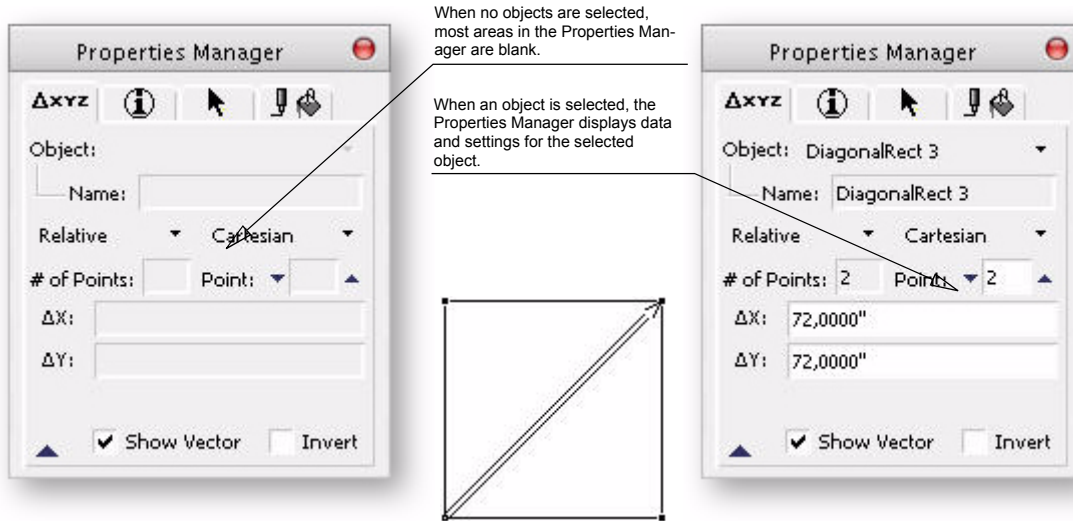 When no objects are selected,
most areas in the Properties Man-
ager are blank.
When an object is selected, the
Properties Manager displays data
and settings for the selected
object.
Properties Manager
ΔXYZ
Object:
Name:
Relative Cartesian
# of Points: Point:
ΔX:
ΔY:
Show Vector Invert
Properties Manager
ΔXYZ
Object: DiagonalRect 3
Name: DiagonalRect 3
Relative Cartesian
# of Points: 2 Point: 2
ΔX: 72,0000"
ΔY: 72,0000"
Show Vector Invert